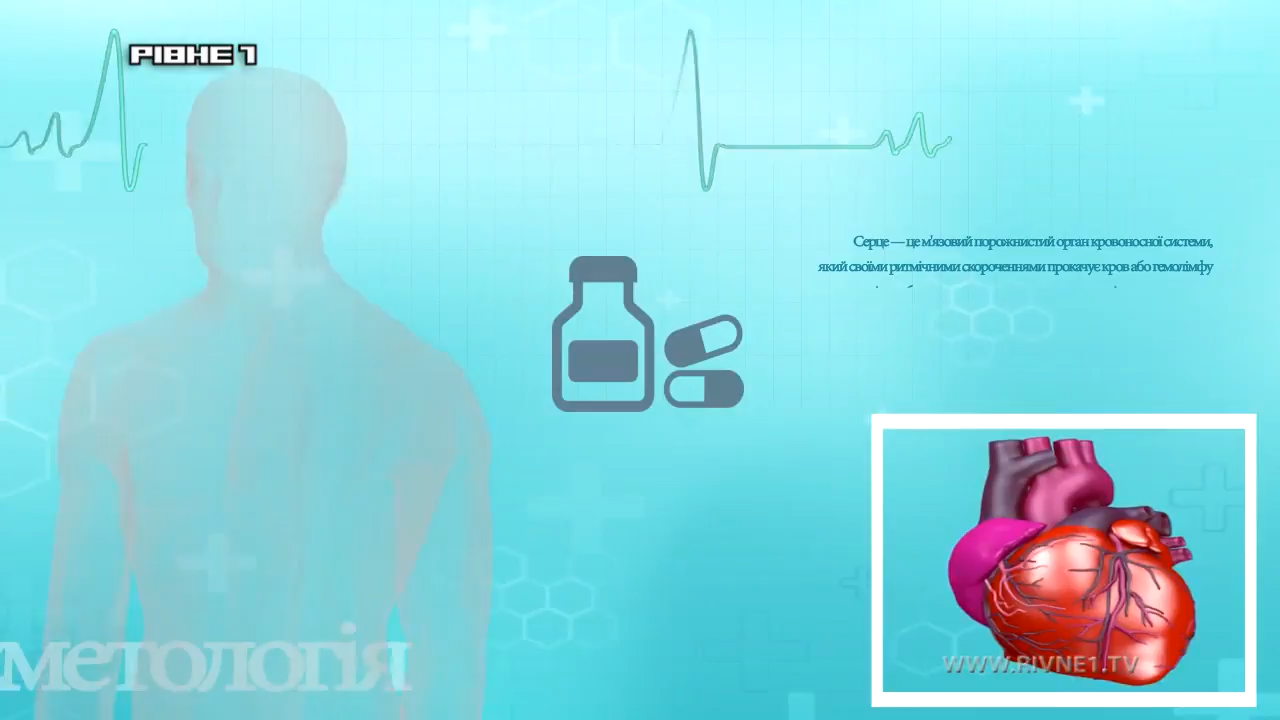 РІВНЕ 1
Серце — це м'язовий порожнистий орган кровоносної системи,
який своїми ритмічними скороченнями прокачує кров або гемолімфу
метологія
WWW.RIVNE1.TV